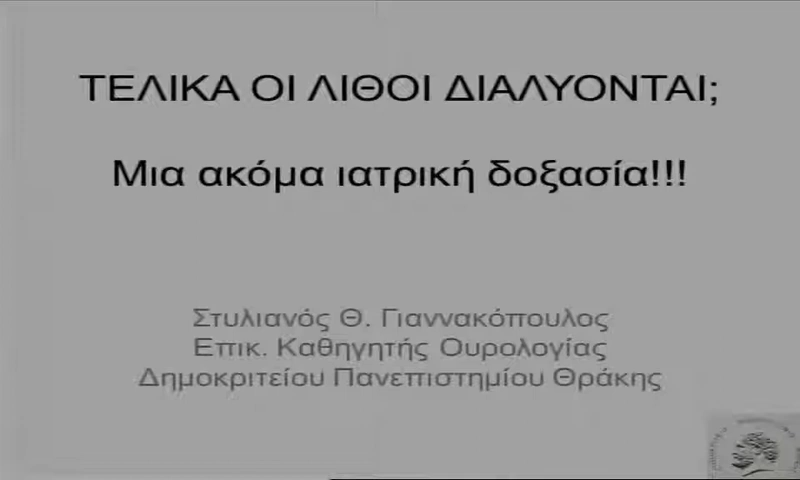 ΤΕΛΙΚΑ ΟΙ ΛΙΘΟΙ ΔΙΑΛΥΟΝΤΑΙ;
Μια ακόμα ιατρική δοξασία!!!
Στυλιανός Θ. Γιαννακόπουλος
Επικ. Καθηγητής Ουρολογίας
Δημοκριτείου Πανεπιστημίου Θράκης